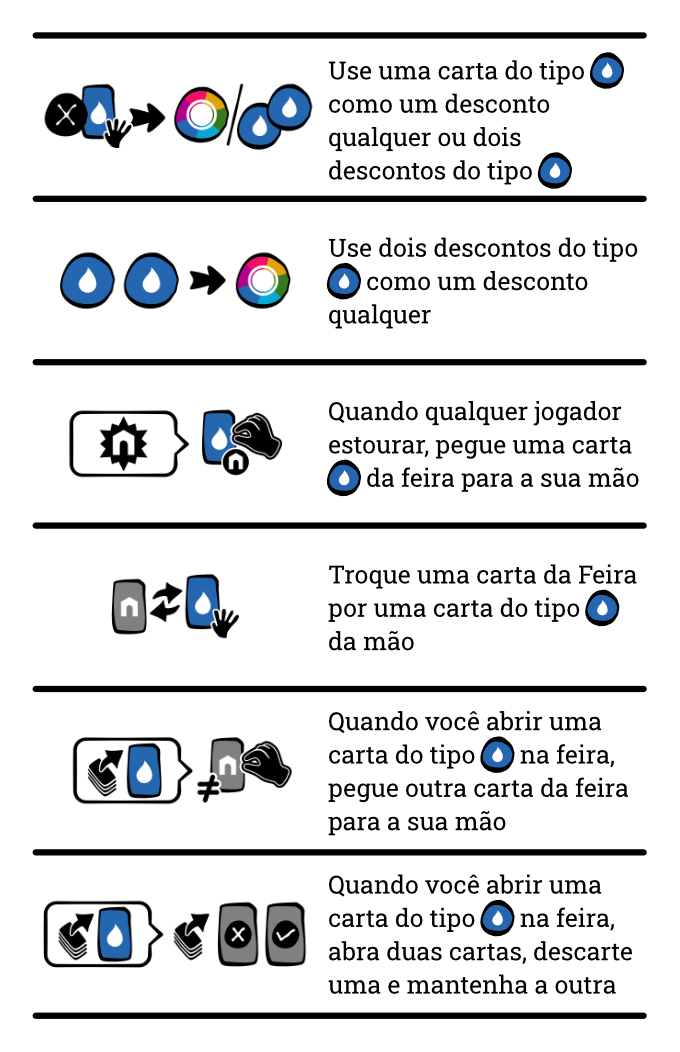 Use uma carta do tipo
como um desconto
qualquer ou dois
descontos do tipo
Use dois descontos do tipo
como um desconto
qualquer
Quando qualquer jogador
estourar, pegue uma carta
da feira para a sua mão
Troque uma carta da Feira
por uma carta do tipo
da mão
Quando você abrir uma
carta do tipo na feira,
pegue outra carta da feira
para a sua mão
Quando você abrir uma
carta do tipo na feira,
abra duas cartas, descarte
uma e mantenha a outra